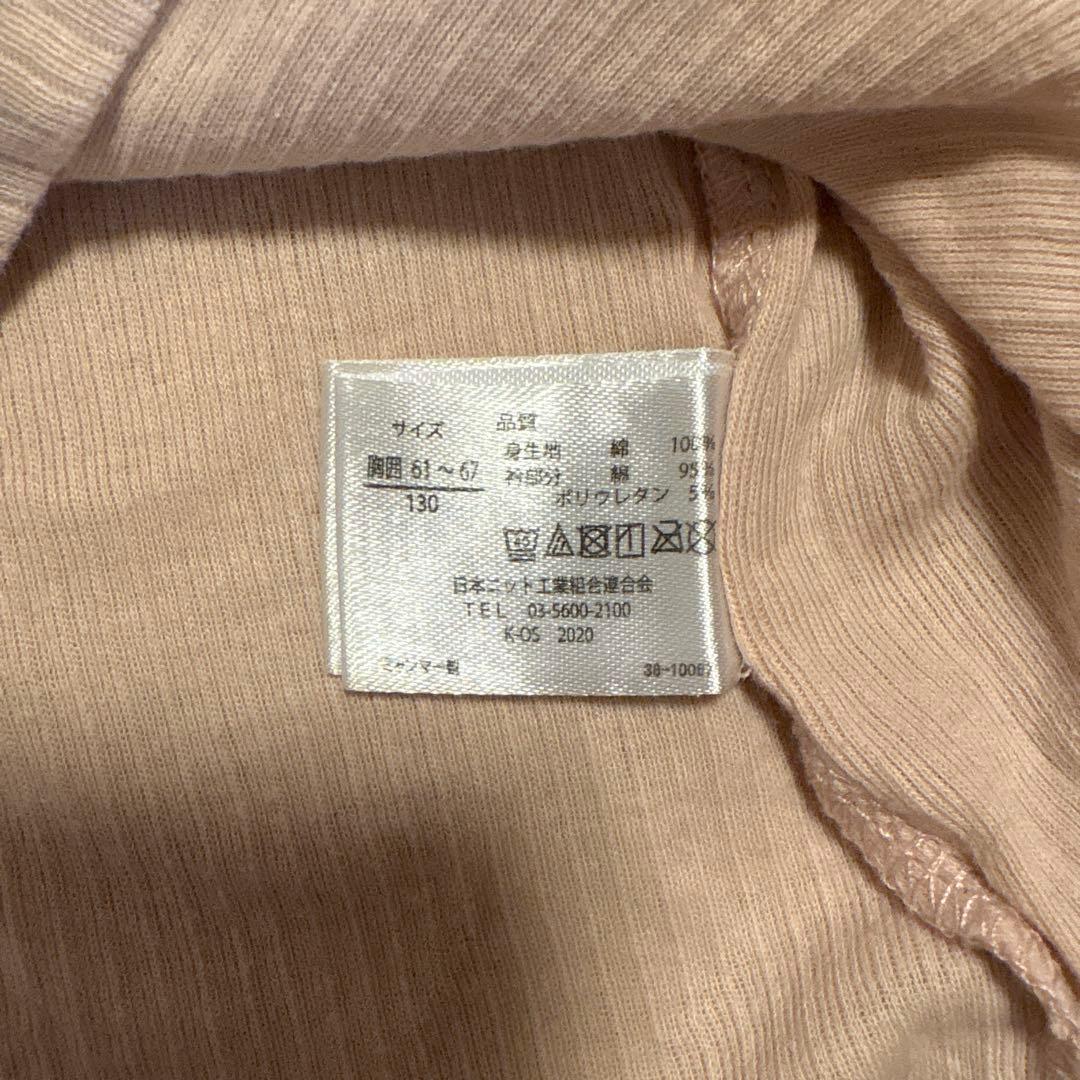 サイズ
胸囲 61～67
130
品質
身生地 綿 100%
衿部分 綿 95%
ポリウレタン 5%
日本ニット工業組合連合会
TEL 03-5600-2100
K-OS 2020
ミャンマー製